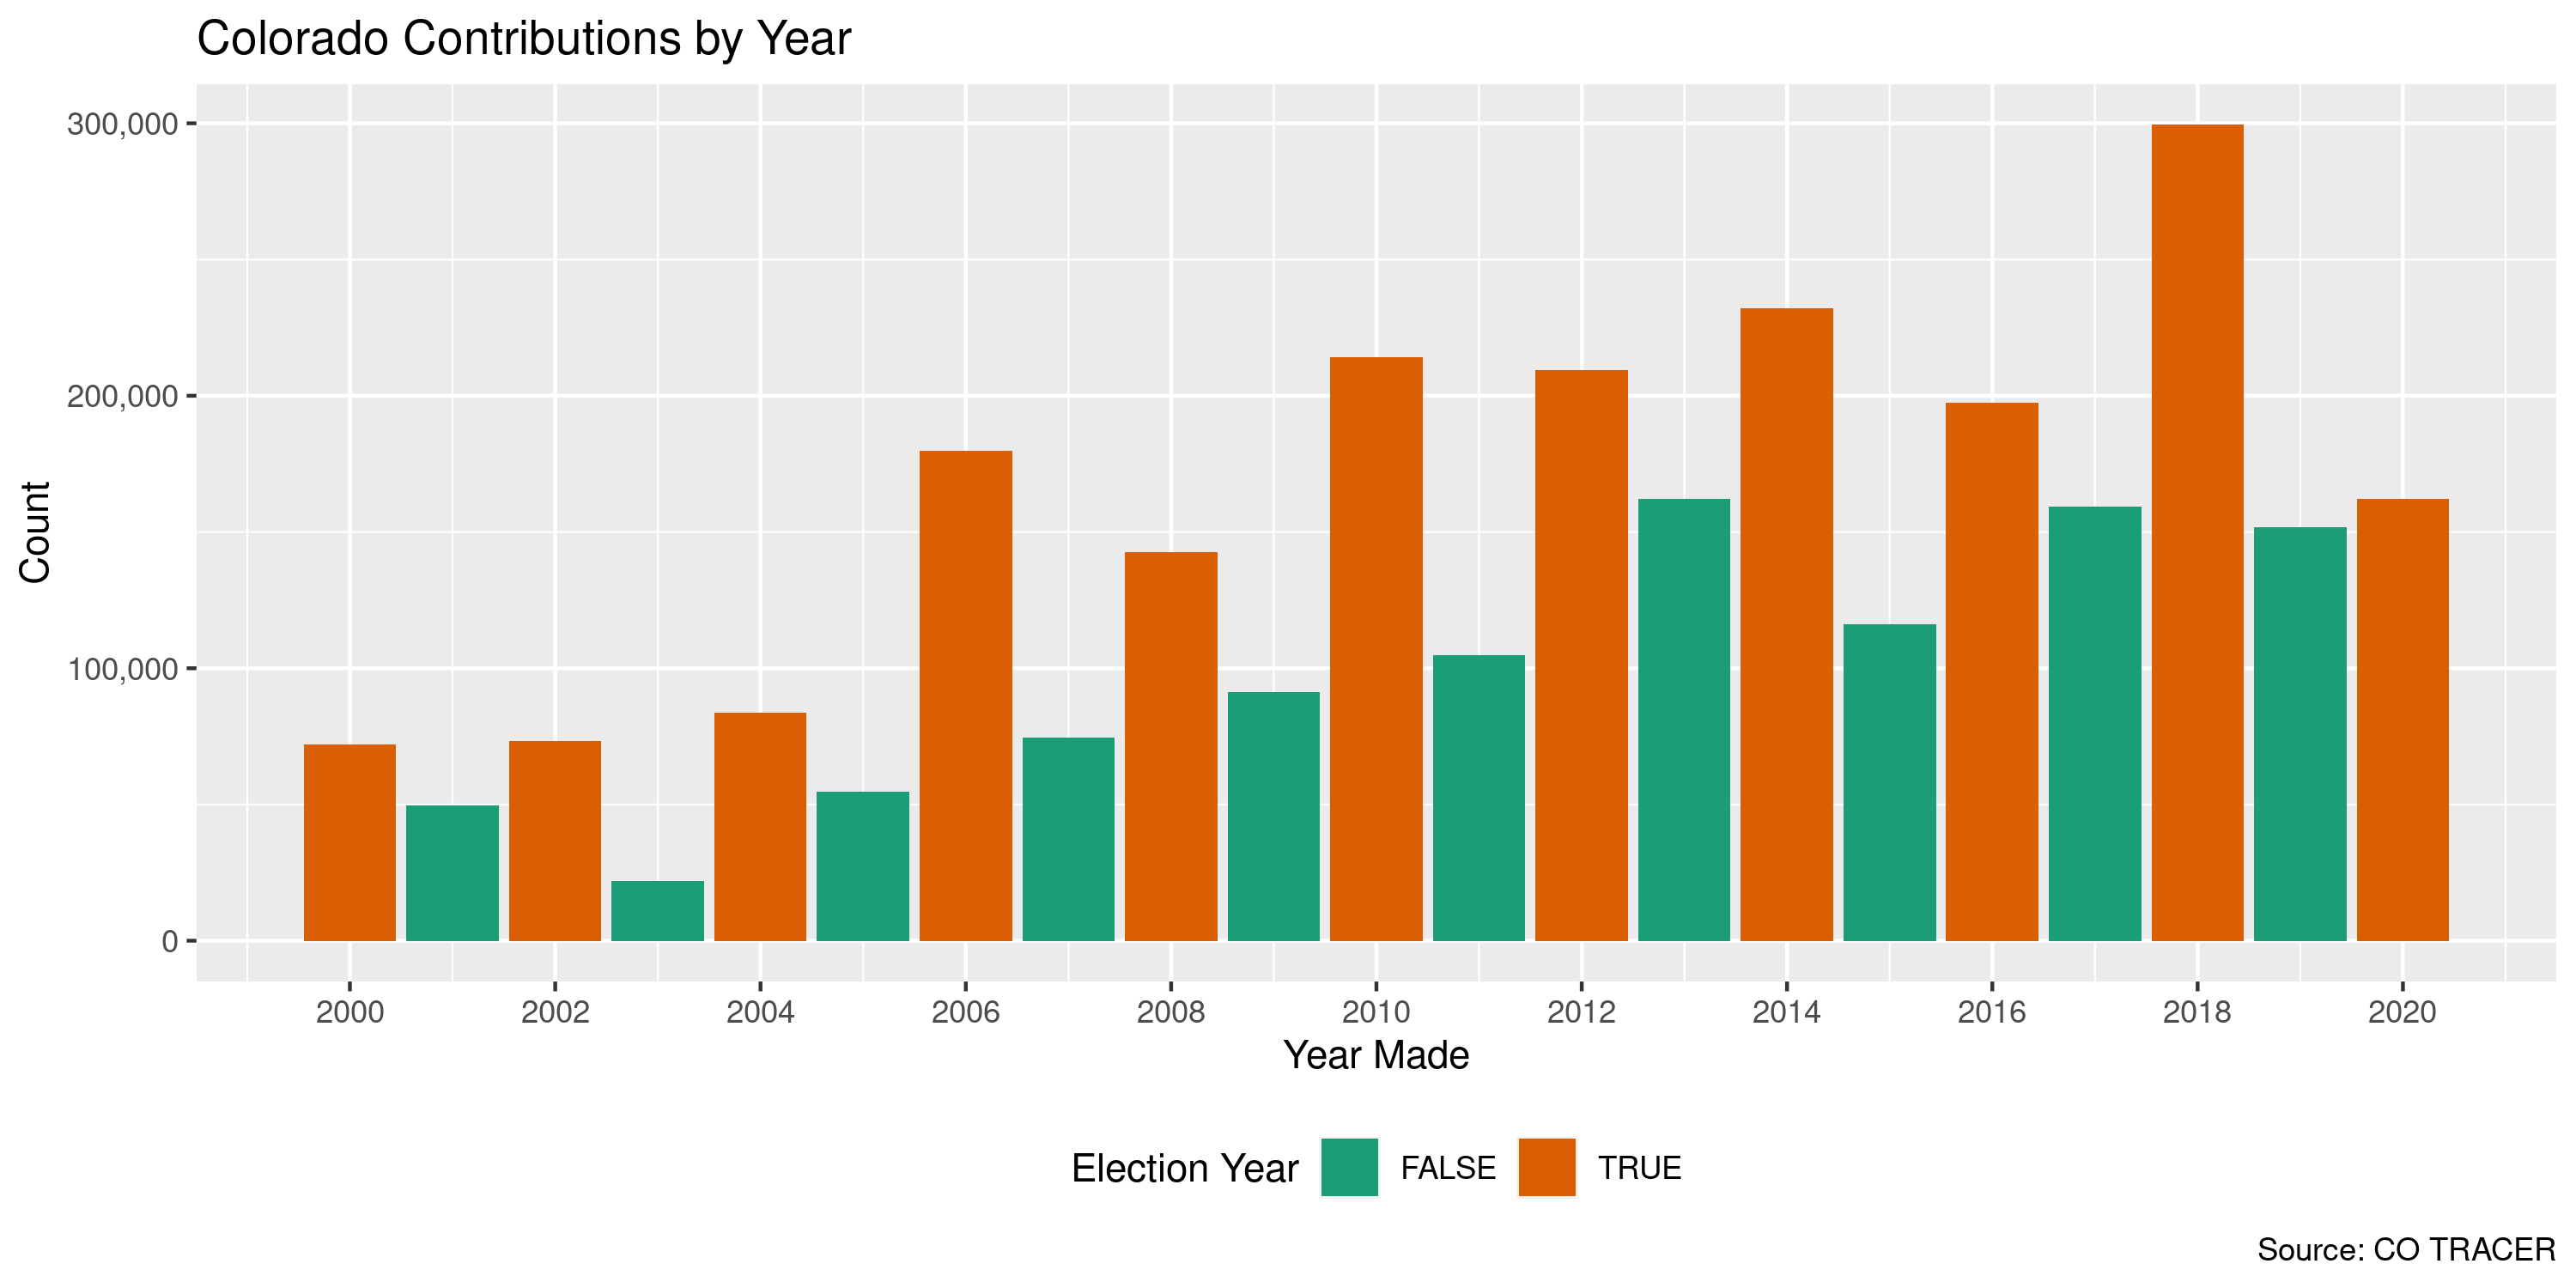 Colorado Contributions by Year
300,000
200,000
100,000
0
Count
2000 2002 2004 2006 2008 2010 2012 2014 2016 2018 2020
Year Made
Election Year FALSE TRUE
Source: CO TRACER